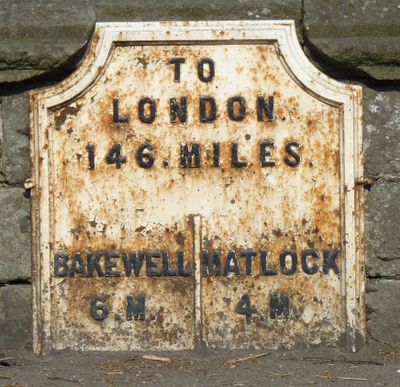 TO
LONDON.
146.MILES.
BAKEWELL MATLOCK
6.M 4.M